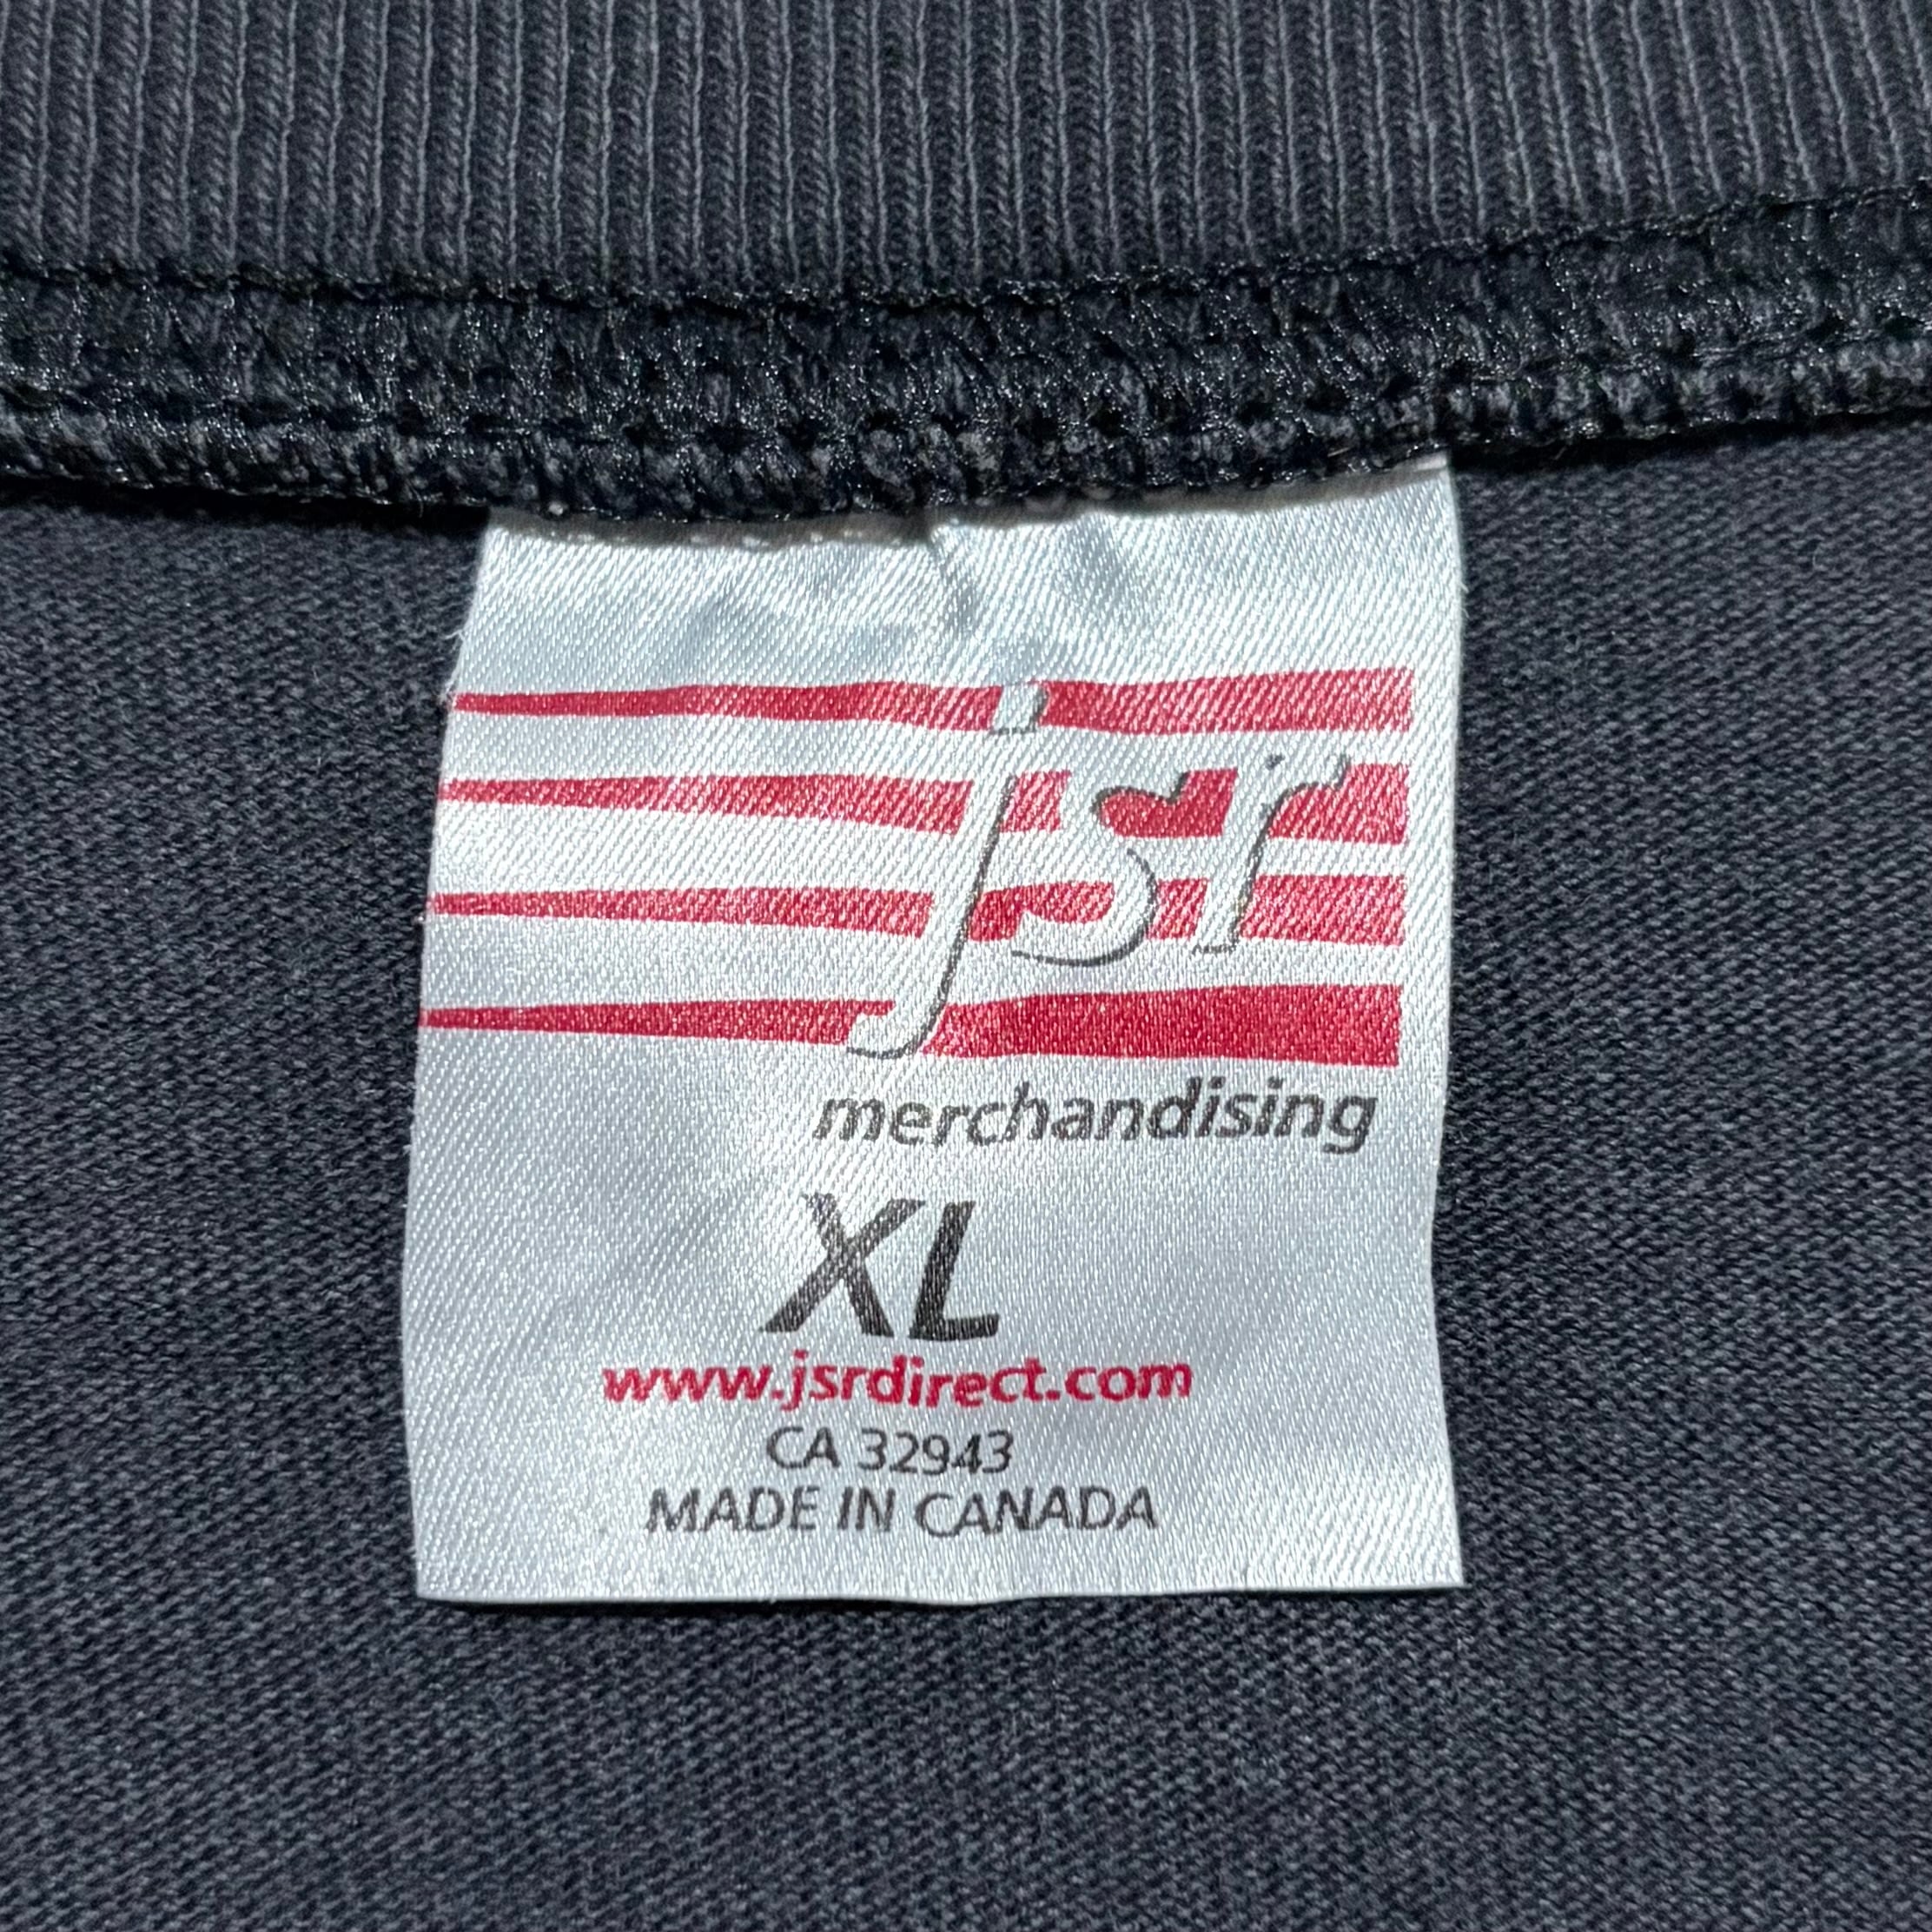 jsr
merchandising
XL
www.jsrdirect.com
CA 32943
MADE IN CANADA